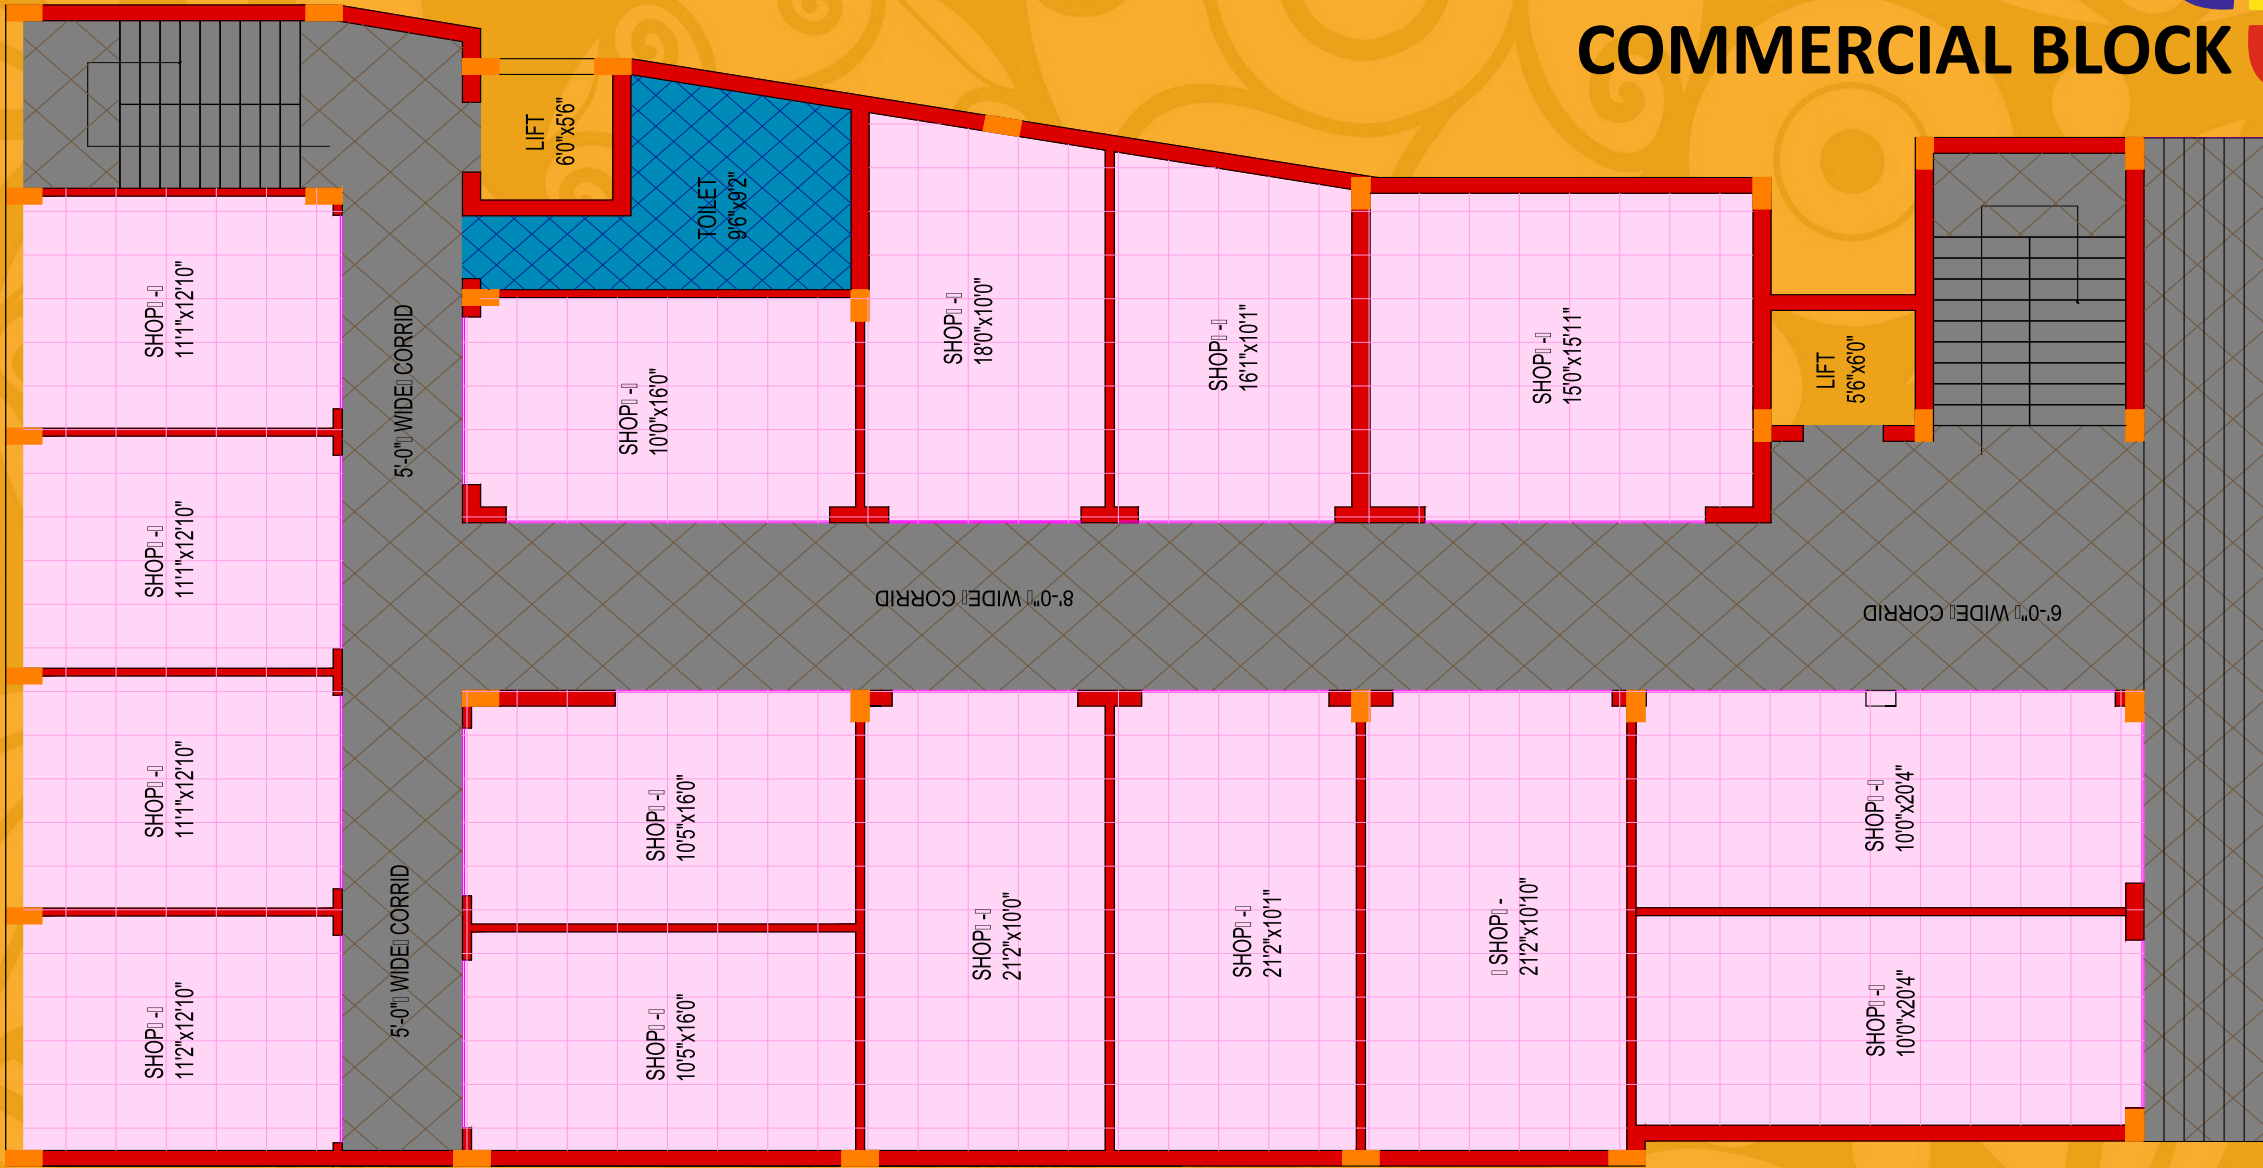 COMMERCIAL BLOCK
LIFT
6'0"x5'6"
TOILET
9'6"x9'2"
SHOP -
11'1"x12'10"
SHOP -
18'0"x10'0"
SHOP -
16'1"x10'1"
SHOP -
15'0"x15'11"
LIFT
5'6"x6'0"
5'-0" WIDE CORRID
SHOP -
10'0"x16'0"
SHOP -
11'1"x12'10"
8'-0" WIDE CORRID
6'-0" WIDE CORRID
SHOP -
11'1"x12'10"
SHOP -
10'5"x16'0"
SHOP -
10'0"x20'4"
5'-0" WIDE CORRID
SHOP -
21'2"x10'0"
SHOP -
21'2"x10'1"
SHOP -
21'2"x10'10"
SHOP -
11'2"x12'10"
SHOP -
10'5"x16'0"
SHOP -
10'0"x20'4"